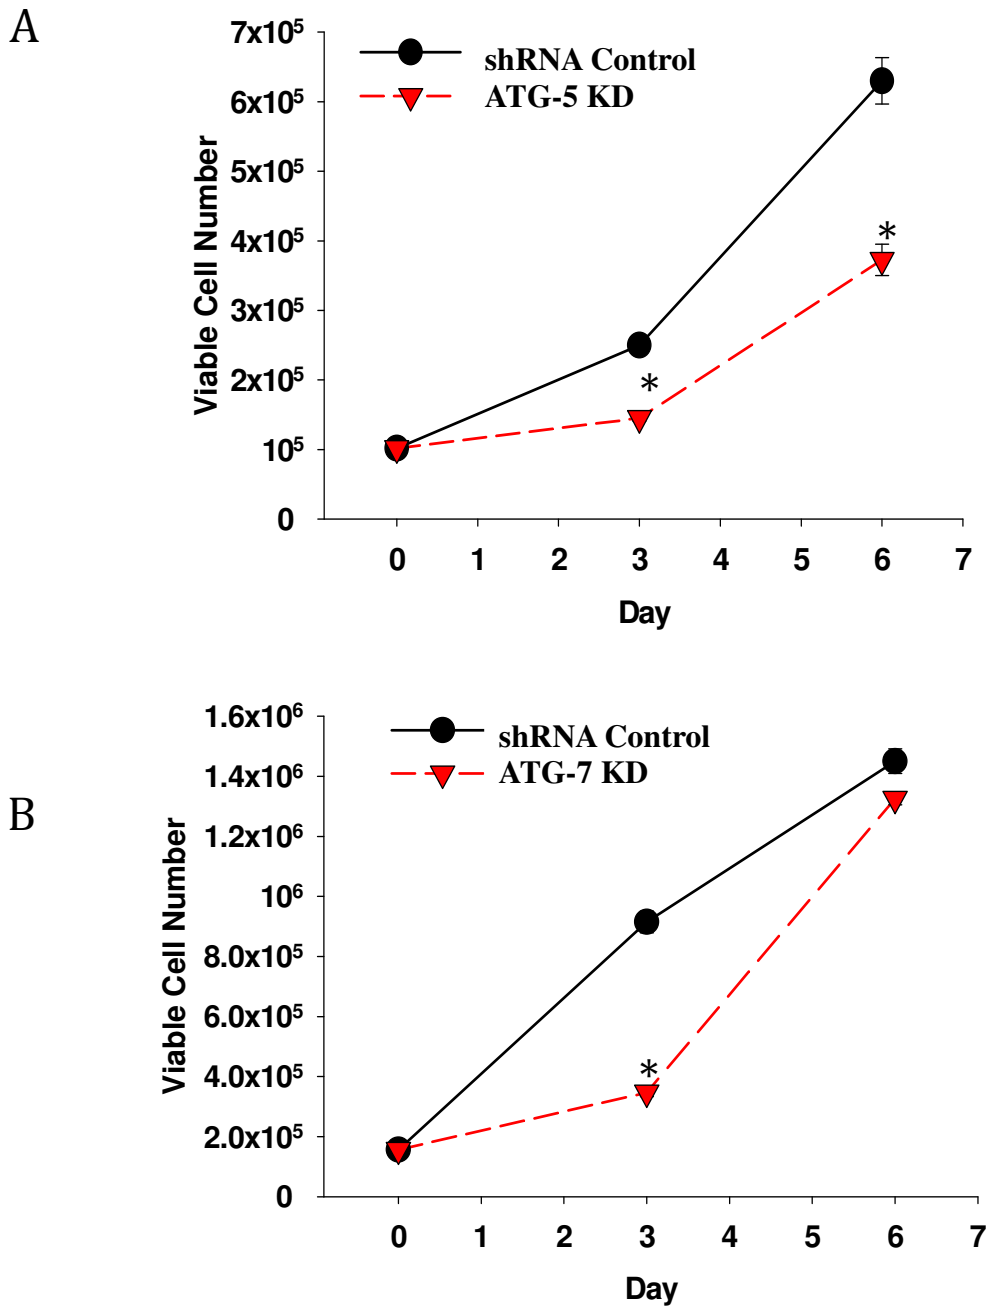 A
7x10⁵
6x10⁵
5x10⁵
4x10⁵
3x10⁵
2x10⁵
10⁵
0
Viable Cell Number
shRNA Control
ATG-5 KD
*
*
0 1 2 3 4 5 6 7
Day
B
1.6x10⁶
1.4x10⁶
1.2x10⁶
10⁶
8.0x10⁵
6.0x10⁵
4.0x10⁵
2.0x10⁵
0
Viable Cell Number
shRNA Control
ATG-7 KD
*
0 1 2 3 4 5 6 7
Day